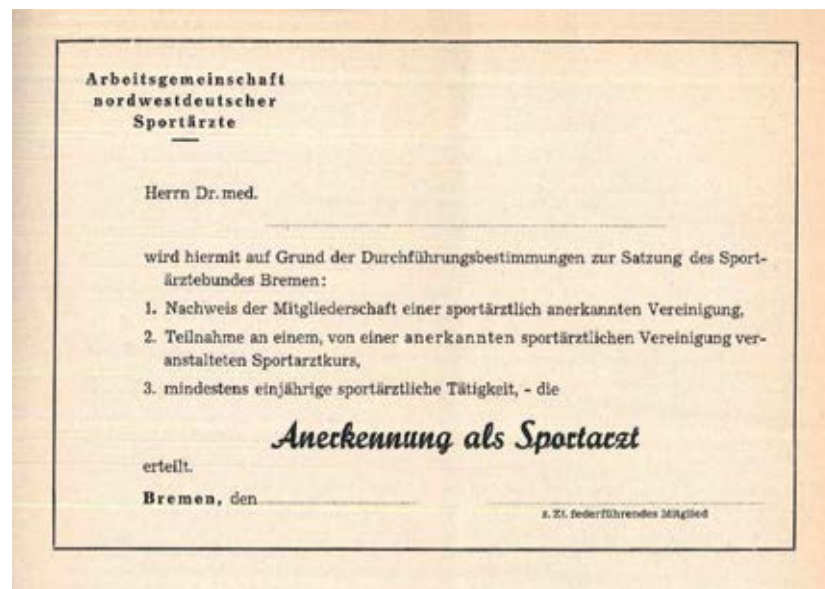 Arbeitsgemeinschaft
nordwestdeutscher
Sportärzte
Herrn Dr. med.
wird hiermit auf Grund der Durchführungsbestimmungen zur Satzung des Sport-
ärztebundes Bremen:
1. Nachweis der Mitgliederschaft einer sportärztlich anerkannten Vereinigung,
2. Teilnahme an einem, von einer anerkannten sportärztlichen Vereinigung ver-
anstalteten Sportarztkurs,
3. mindestens einjährige sportärztliche Tätigkeit, - die
Anerkennung als Sportarzt
erteilt.
Bremen, den
z. Zt. federführendes Mitglied